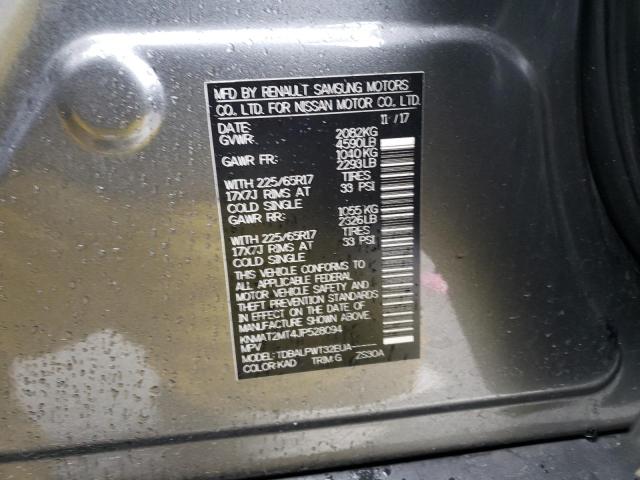 MFD BY RENAULT SAMSUNG MOTORS
CO., LTD. FOR NISSAN MOTOR CO., LTD.
DATE: 11 /17
GVWR: 2082KG
4590LB
GAWR FR: 1040KG
2293LB
WITH 225/65R17 TIRES
17X7J RIMS AT 33 PSI
COLD SINGLE
GAWR RR: 1055KG
2326LB
WITH 225/65R17 TIRES
17X7J RIMS AT 33 PSI
COLD SINGLE
THIS VEHICLE CONFORMS TO
ALL APPLICABLE FEDERAL
MOTOR VEHICLE SAFETY AND
THEFT PREVENTION STANDARDS
IN EFFECT ON THE DATE OF
MANUFACTURE SHOWN ABOVE.
KNMAT2MT4JP528094
MPV
MODEL: TDBALPWT32EUA-----
COLOR:KAD TRIM:G ZS30A